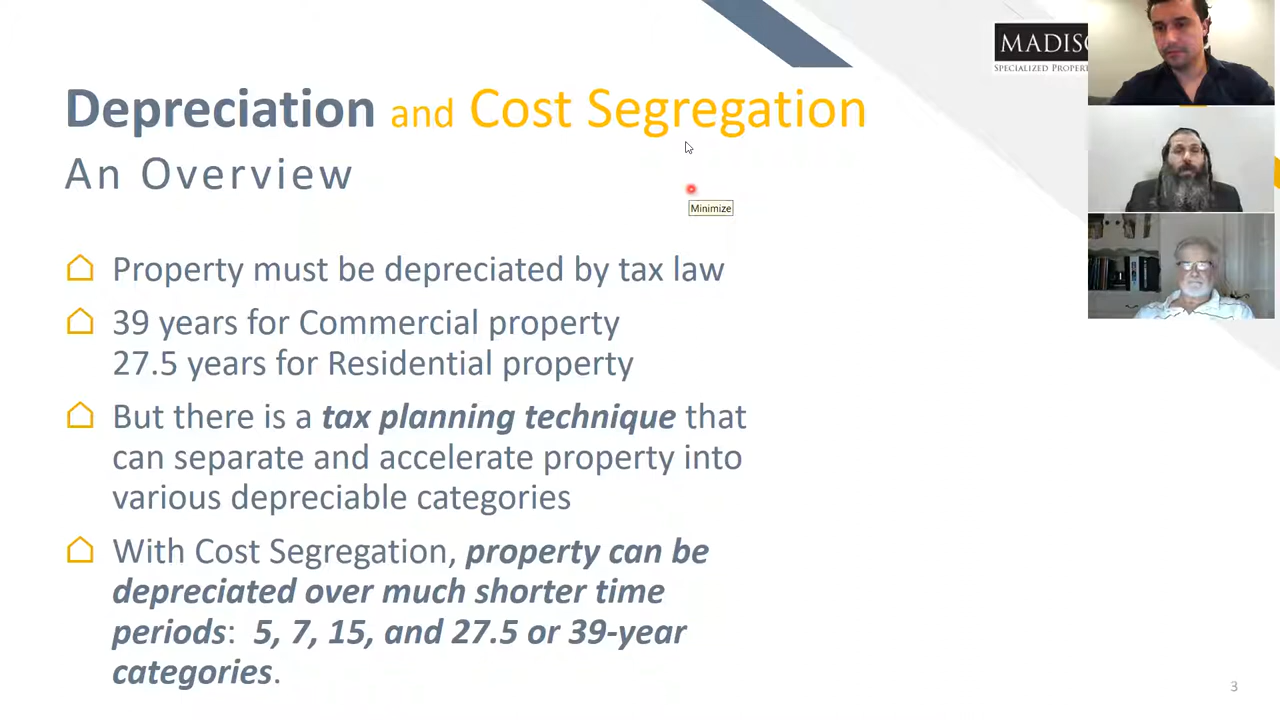 MADISO
SPECIALIZED PROPER
Depreciation and Cost Segregation
An Overview
Minimize
Property must be depreciated by tax law
39 years for Commercial property
27.5 years for Residential property
But there is a tax planning technique that
can separate and accelerate property into
various depreciable categories
With Cost Segregation, property can be
depreciated over much shorter time
periods: 5, 7, 15, and 27.5 or 39-year
categories.
3